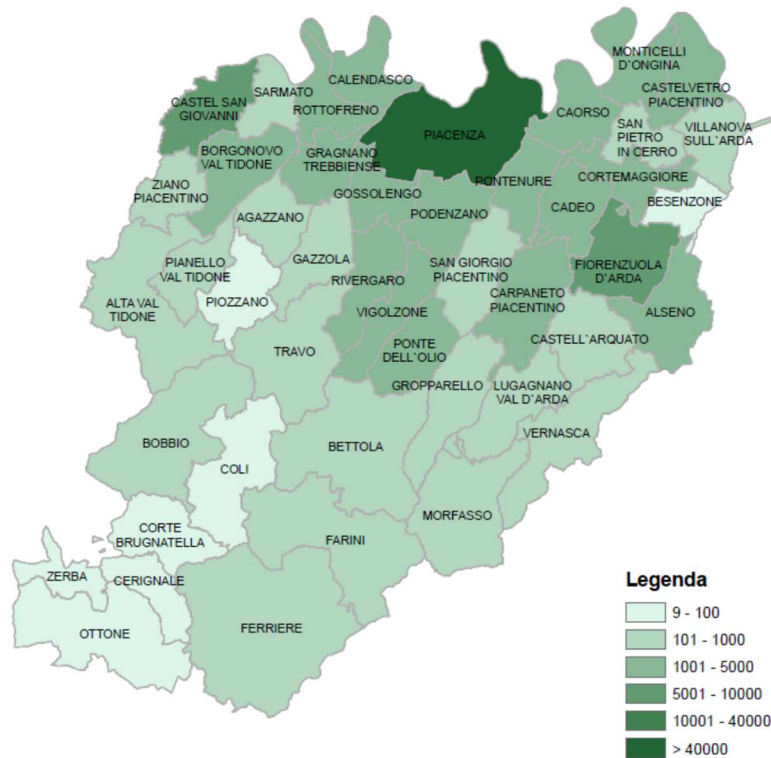 MONTICELLI
D`ONGINA
CALENDASCO
CASTELVETRO
PIACENTINO
SARMATO
CASTEL SAN
GIOVANNI
ROTTOFRENO
CAORSO
PIACENZA
SAN
PIETRO
IN CERRO
VILLANOVA
SULL`ARDA
BORGONOVO
VAL TIDONE
GRAGNANO
TREBBIENSE
ZIANO
PIACENTINO
GOSSOLENGO
PONTENURE
CORTEMAGGIORE
BESENZONE
AGAZZANO
PODENZANO
CADEO
PIANELLO
VAL TIDONE
GAZZOLA
SAN GIORGIO
PIACENTINO
FIORENZUOLA
D`ARDA
RIVERGARO
ALTA VAL
TIDONE
PIOZZANO
VIGOLZONE
CARPANETO
PIACENTINO
ALSENO
TRAVO
PONTE
DELL`OLIO
CASTELL`ARQUATO
GROPPARELLO
LUGAGNANO
VAL D`ARDA
VERNASCA
BOBBIO
BETTOLA
COLI
MORFASSO
CORTE
BRUGNATELLA
FARINI
ZERBA
CERIGNALE
OTTONE
FERRIERE
Legenda
9 - 100
101 - 1000
1001 - 5000
5001 - 10000
10001 - 40000
> 40000